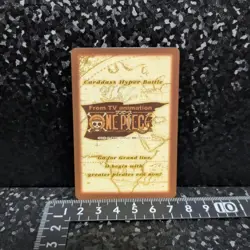 Carddass Hyper Battle
From TV animation
ONE PIECE
Go for Grand line,
it begin with
greatest pirates era now!
1 2 3 4 5 6 7 8 9 10